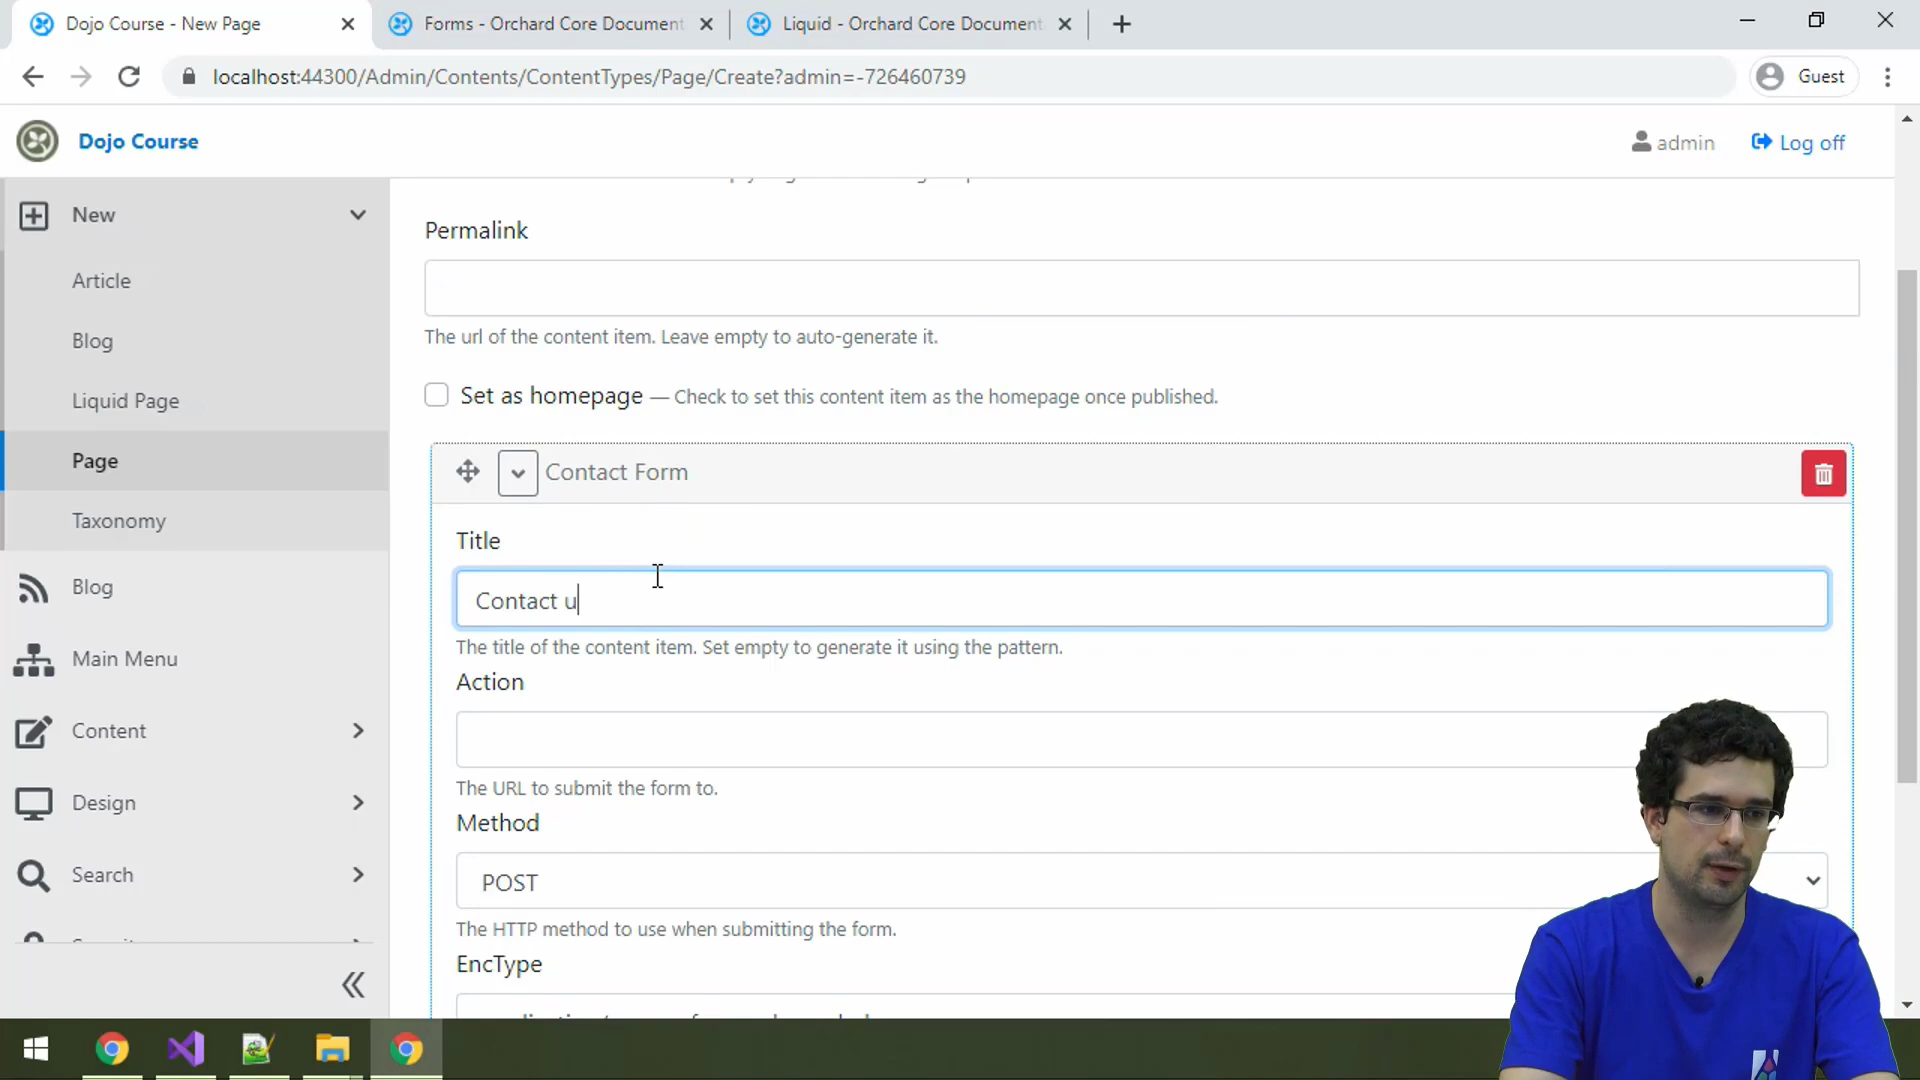 Dojo Course - New Page
Forms - Orchard Core Document
Liquid - Orchard Core Document
localhost:44300/Admin/Contents/ContentTypes/Page/Create?admin=-726460739
Guest
Dojo Course
admin
Log off
New
Article
Blog
Liquid Page
Page
Taxonomy
Blog
Main Menu
Content
Design
Search
Permalink
The url of the content item. Leave empty to auto-generate it.
Set as homepage — Check to set this content item as the homepage once published.
Contact Form
Title
Contact u
The title of the content item. Set empty to generate it using the pattern.
Action
The URL to submit the form to.
Method
POST
The HTTP method to use when submitting the form.
EncType